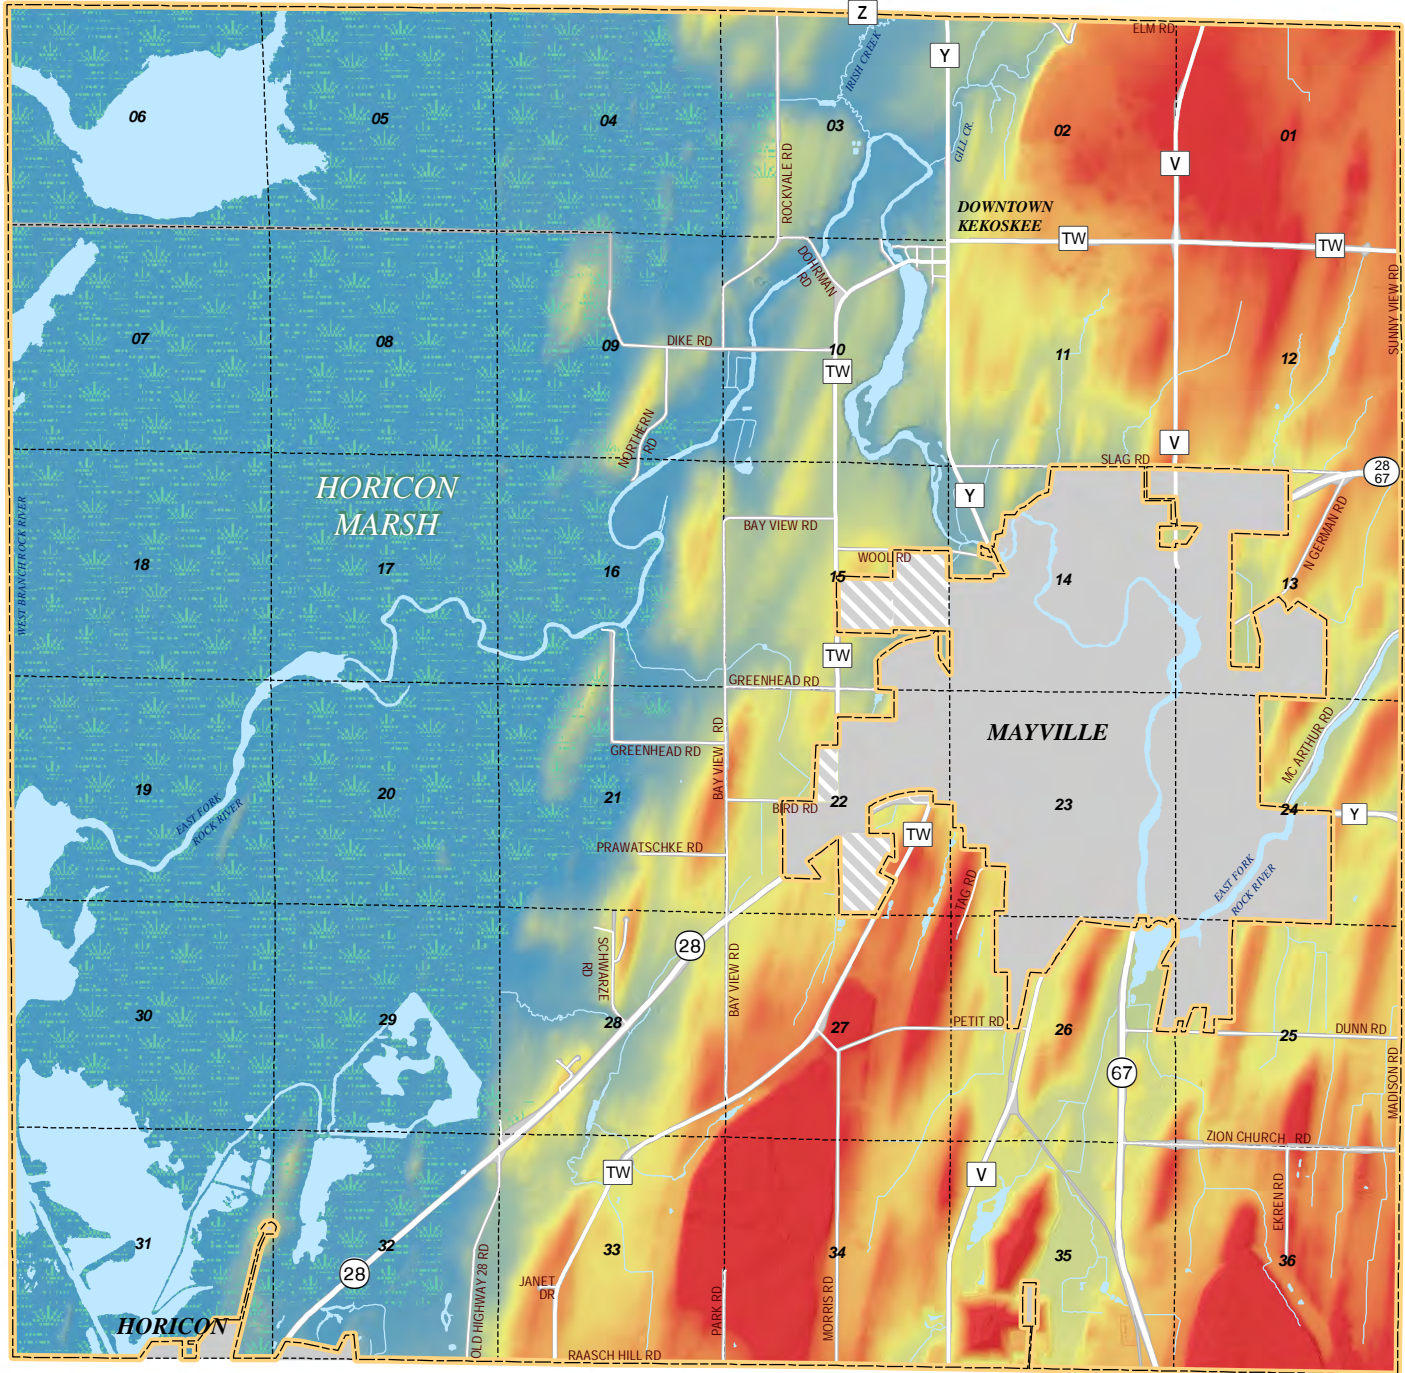 Z
ELM RD
Y
IRISH CREEK
06
05
04
03
02
01
GILL CR.
V
ROCKVALE RD
DOWNTOWN
KEKOSKEE
TW
TW
DOHRMAN
RD
SUNNY VIEW RD
07
08
09
DIKE RD
10
11
12
TW
NORTHERN
RD
V
SLAG RD
28
67
HORICON
MARSH
Y
WEST BRANCH ROCK RIVER
BAY VIEW RD
N GERMAN RD
WOOL RD
18
17
16
15
14
13
TW
GREENHEAD RD
GREENHEAD RD
BAY VIEW RD
MAYVILLE
MC ARTHUR RD
19
20
21
22
23
24
BIRD RD
Y
EAST FORK
ROCK RIVER
TW
PRAWATSCHKE RD
TAG RD
EAST FORK
ROCK RIVER
28
SCHWARZE
RD
BAY VIEW RD
30
29
28
27
26
25
PETIT RD
DUNN RD
67
MADISON RD
ZION CHURCH RD
TW
V
EKREN RD
31
32
33
34
35
36
28
OLD HIGHWAY 28 RD
JANET
DR
PARK RD
MORRIS RD
HORICON
RAASCH HILL RD